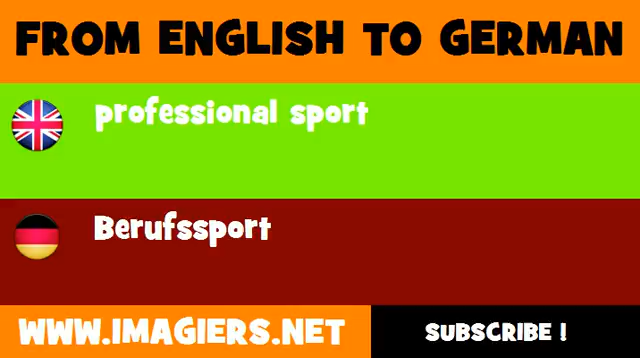 FROM ENGLISH TO GERMAN
professional sport
Berufssport
WWW.IMAGIERS.NET
SUBSCRIBE !